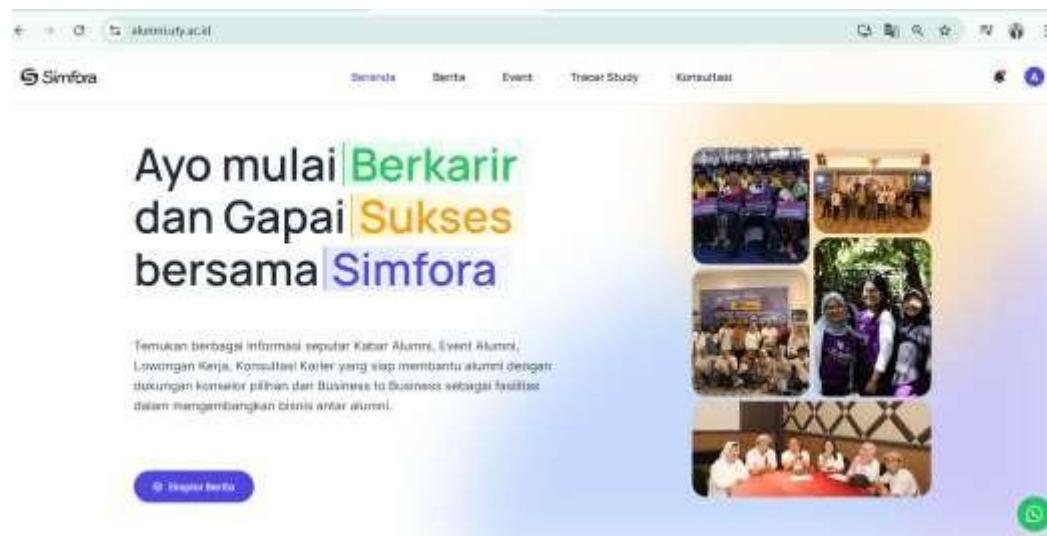 alumni.uty.ac.id
Simfora
Beranda Berita Event Tracer Study Konsultasi
A
Ayo mulai Berkarir
dan Gapai Sukses
bersama Simfora
Temukan berbagai informasi seputar Kabar Alumni, Event Alumni,
Lowongan Kerja, Konsultasi Karier yang siap membantu alumni dengan
dukungan konselor pilihan dan Business to Business sebagai fasilitas
dalam mengembangkan bisnis antar alumni.
Eksplor Berita